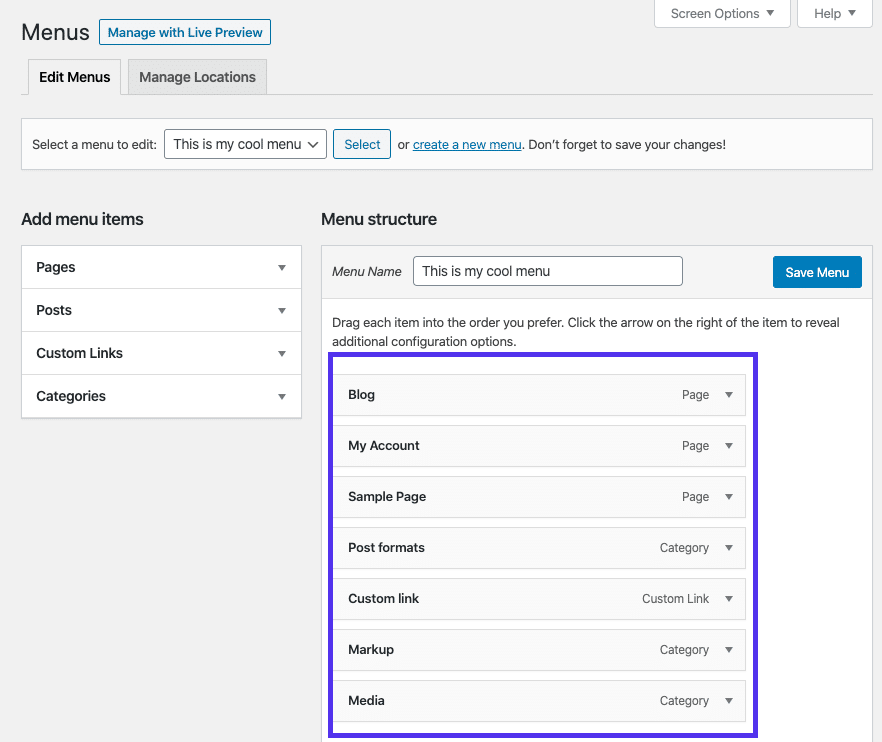 Screen Options Help
Menus Manage with Live Preview
Edit Menus Manage Locations
Select a menu to edit: This is my cool menu Select or create a new menu. Don’t forget to save your changes!
Add menu items
Pages
Posts
Custom Links
Categories
Menu structure
Menu Name This is my cool menu Save Menu
Drag each item into the order you prefer. Click the arrow on the right of the item to reveal
additional configuration options.
Blog Page
My Account Page
Sample Page Page
Post formats Category
Custom link Custom Link
Markup Category
Media Category